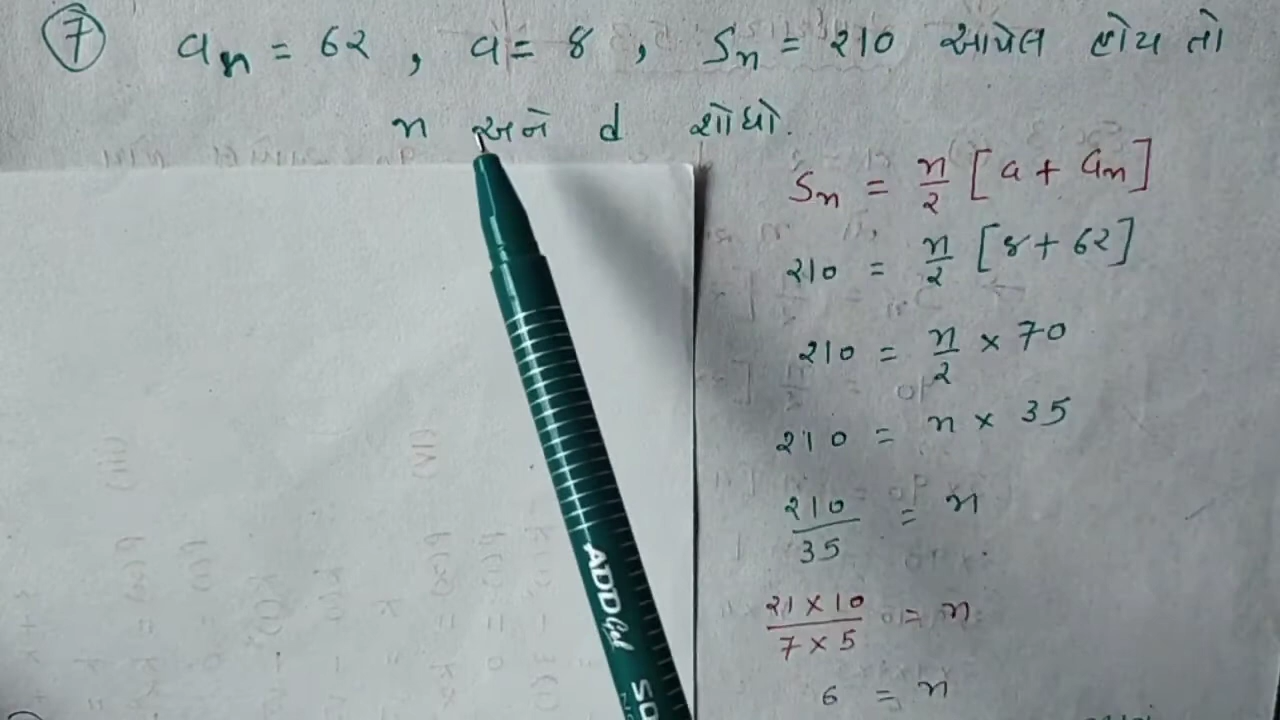 7 an = 62, a = 8, Sn = 210 આપેલ હોય તો
n અને d શોધો.
Sn = n/2 [a + an]
210 = n/2 [8 + 62]
210 = n/2 × 70
210 = n × 35
210/35 = n
21 × 10 / 7 × 5 = n
6 = n
ADD Gel